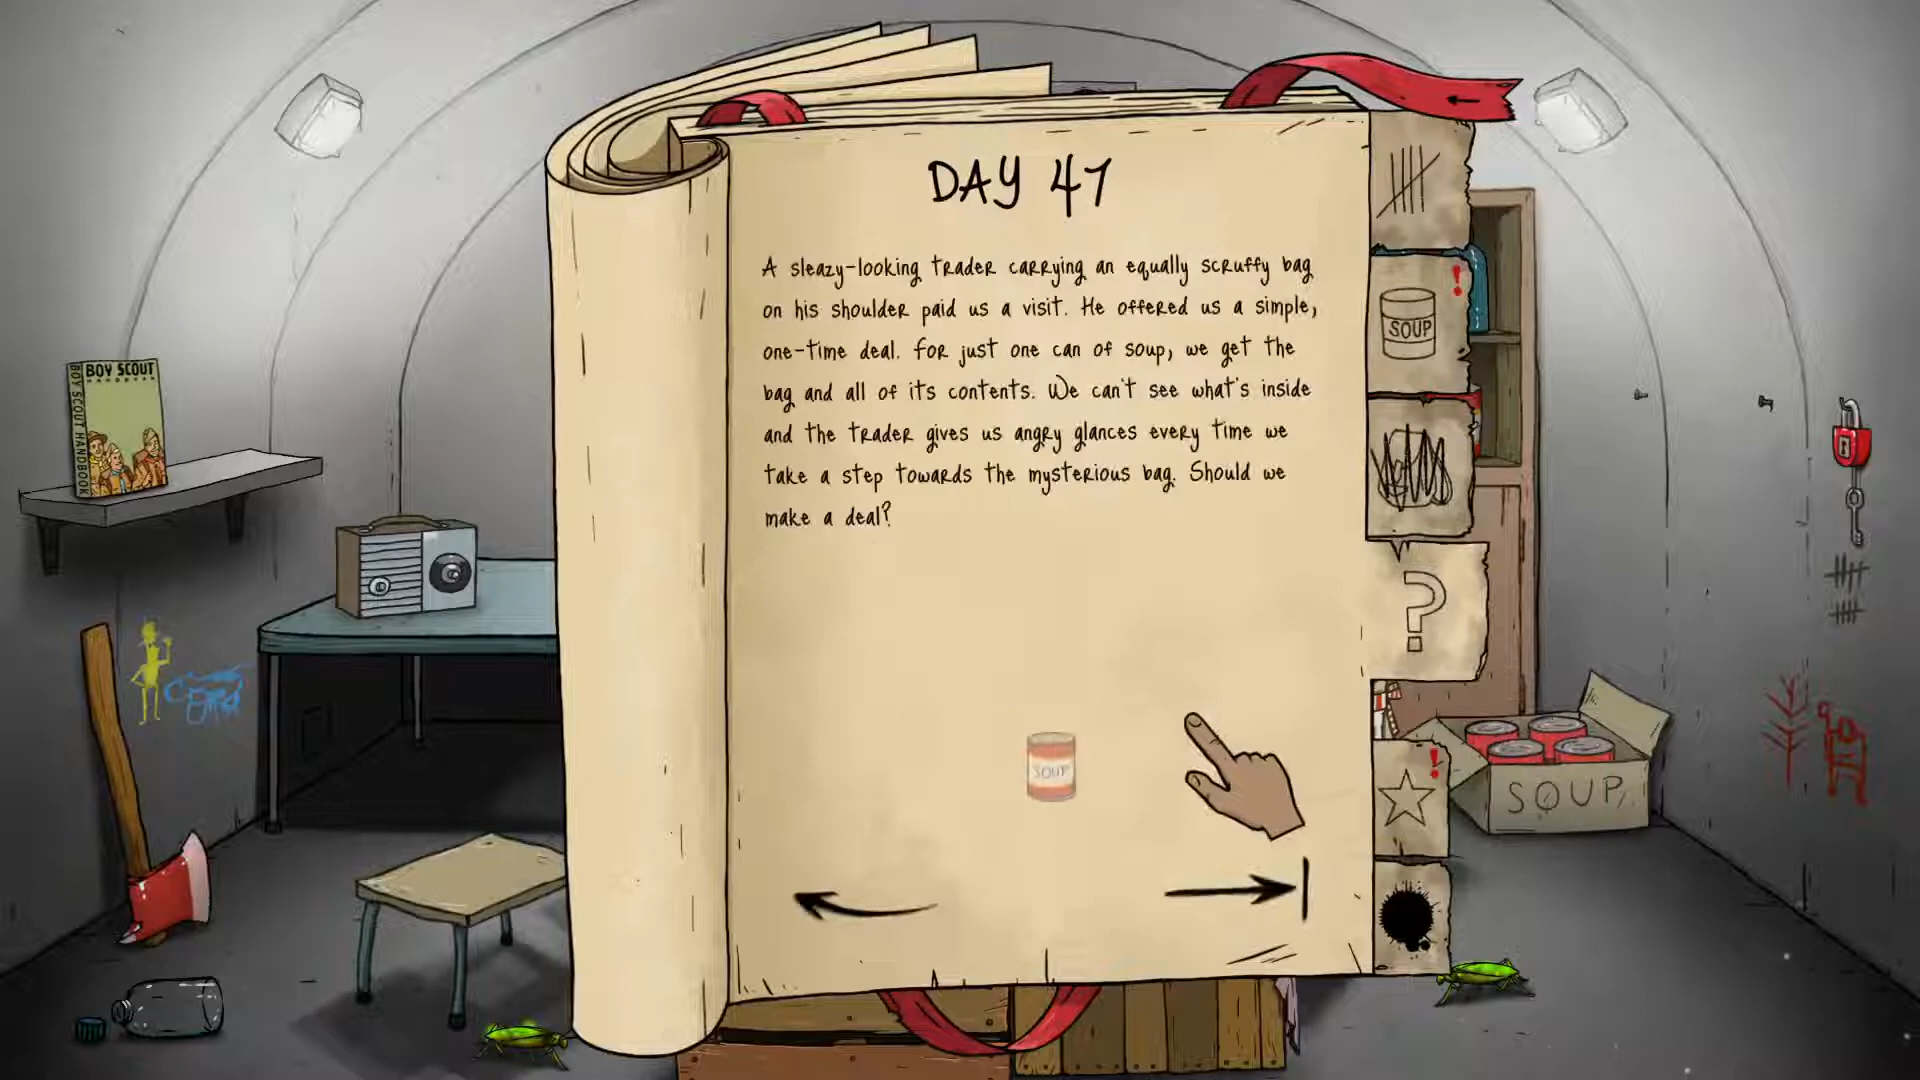 DAY 47
A sleazy-looking trader carrying an equally scruffy bag
on his shoulder paid us a visit. He offered us a simple,
one-time deal. For just one can of soup, we get the
bag and all of its contents. We can't see what's inside
and the trader gives us angry glances every time we
take a step towards the mysterious bag. Should we
make a deal?
SOUP
SOUP
SOUP
BOY SCOUT
HANDBOOK
BOY SCOUT HANDBOOK